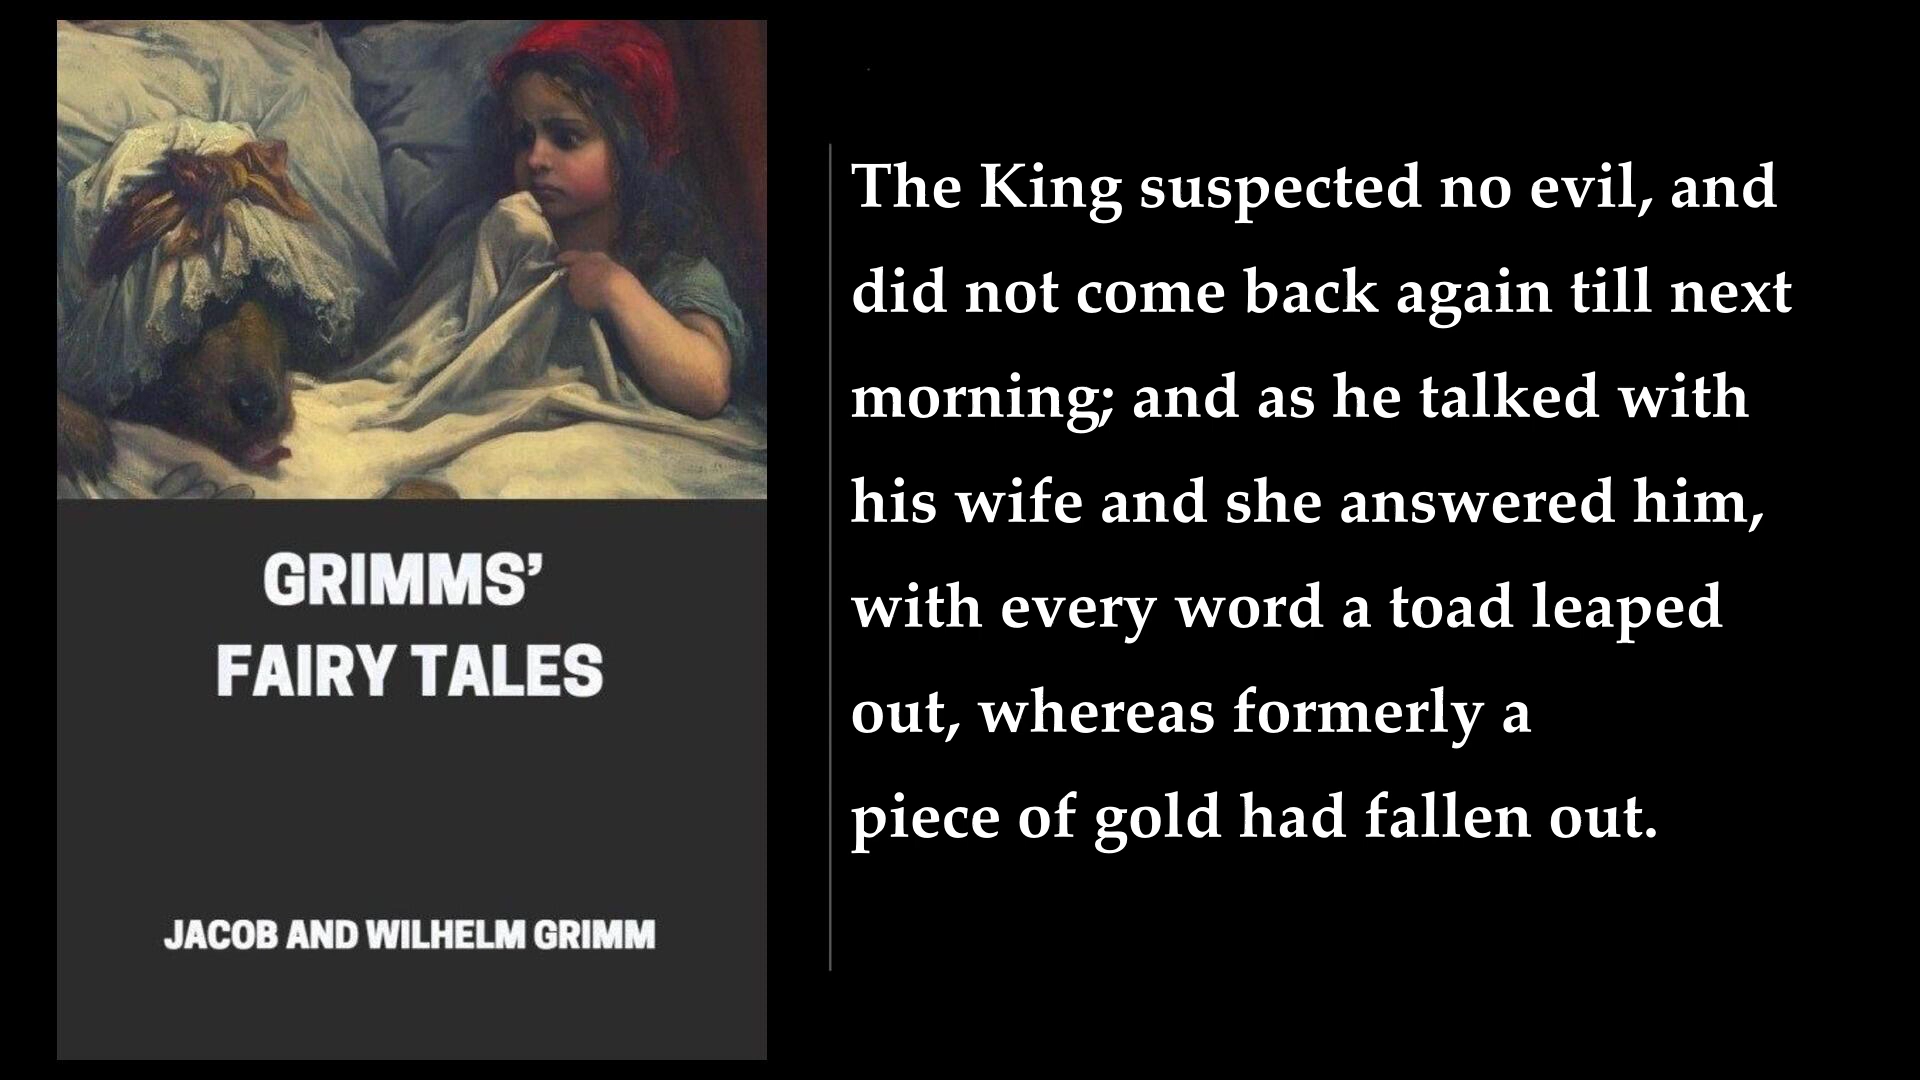 GRIMMS’
FAIRY TALES
JACOB AND WILHELM GRIMM
The King suspected no evil, and
did not come back again till next
morning; and as he talked with
his wife and she answered him,
with every word a toad leaped
out, whereas formerly a
piece of gold had fallen out.